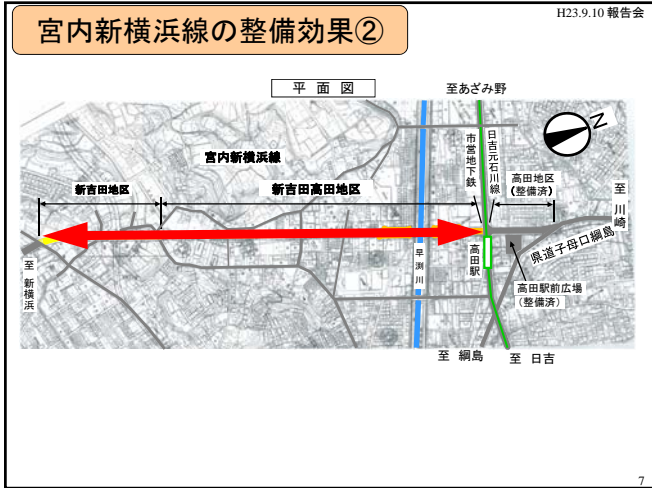 H23.9.10 報告会
宮内新横浜線の整備効果②
平面図
至あざみ野
宮内新横浜線
新吉田地区
新吉田高田地区
市営地下鉄
日吉元石川線
高田地区
(整備済)
N
至川崎
県道子母口綱島
至新横浜
早渕川
高田駅
高田駅前広場
(整備済)
至 綱島
至 日吉
7